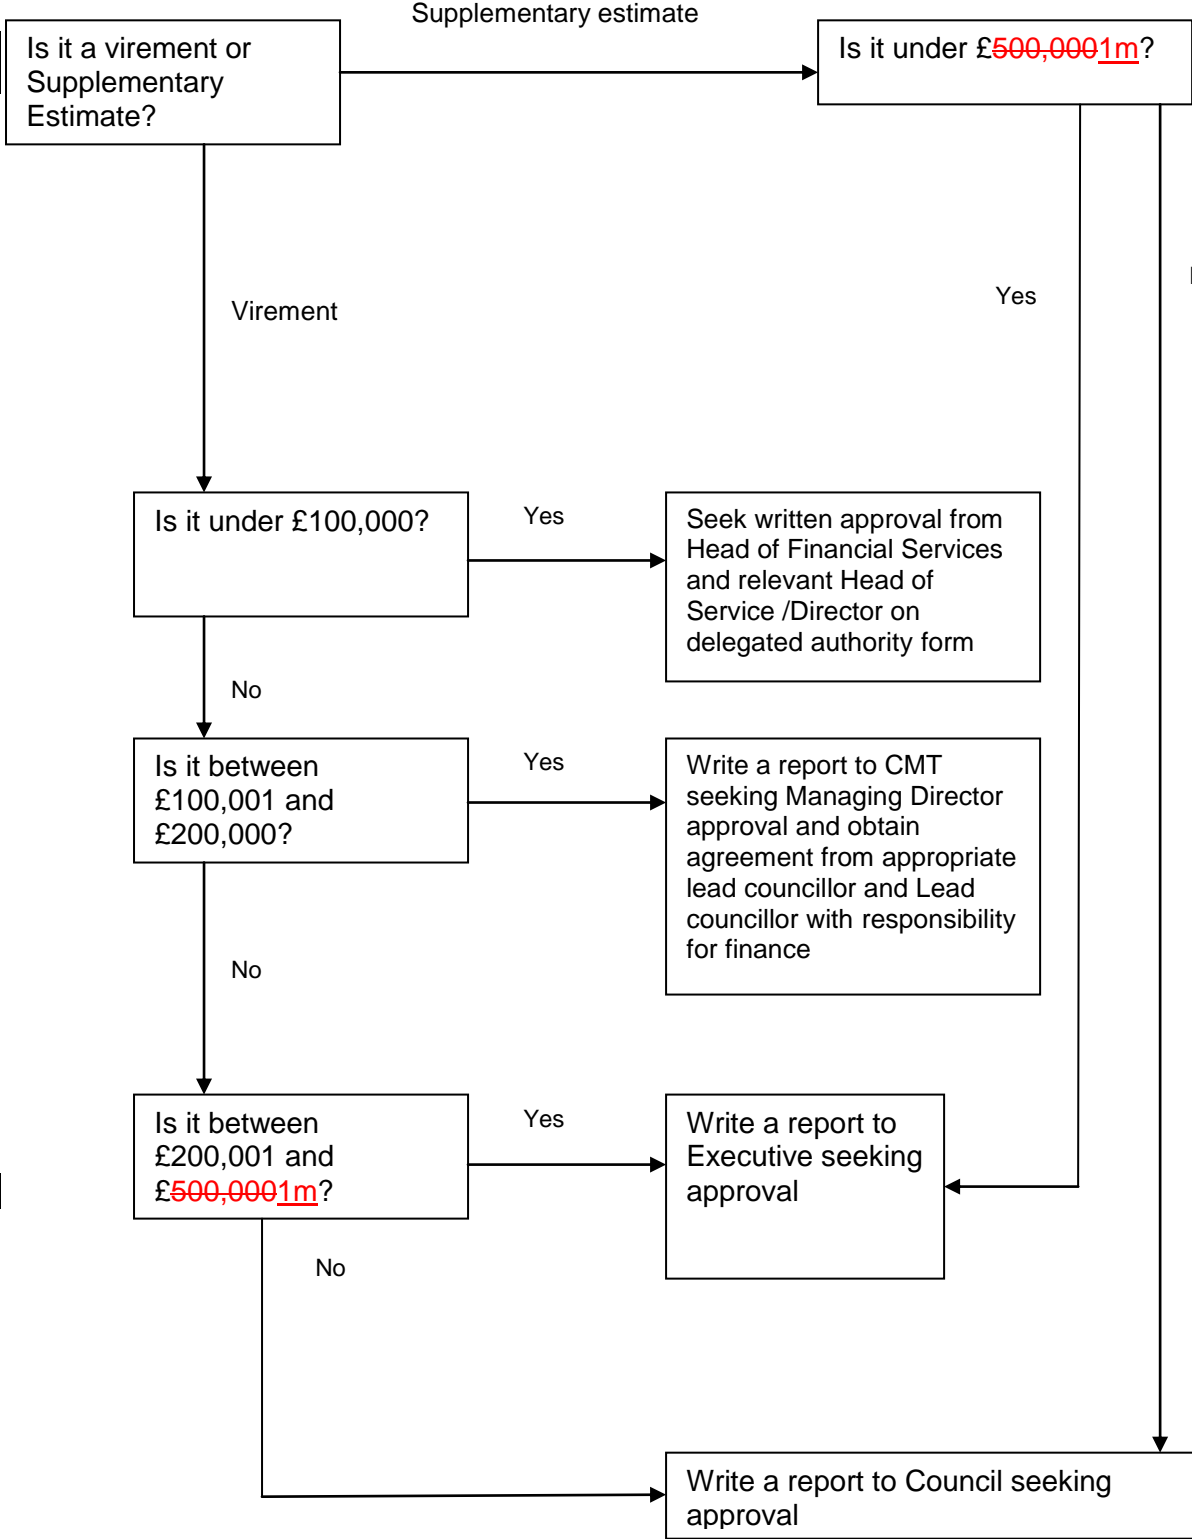 Supplementary estimate
Is it a virement or
Supplementary
Estimate?
Is it under £500,0001m?
Virement
Yes
Is it under £100,000?
Yes
Seek written approval from
Head of Financial Services
and relevant Head of
Service /Director on
delegated authority form
No
Is it between
£100,001 and
£200,000?
Yes
Write a report to CMT
seeking Managing Director
approval and obtain
agreement from appropriate
lead councillor and Lead
councillor with responsibility
for finance
No
Is it between
£200,001 and
£500,0001m?
Yes
Write a report to
Executive seeking
approval
No
Write a report to Council seeking
approval